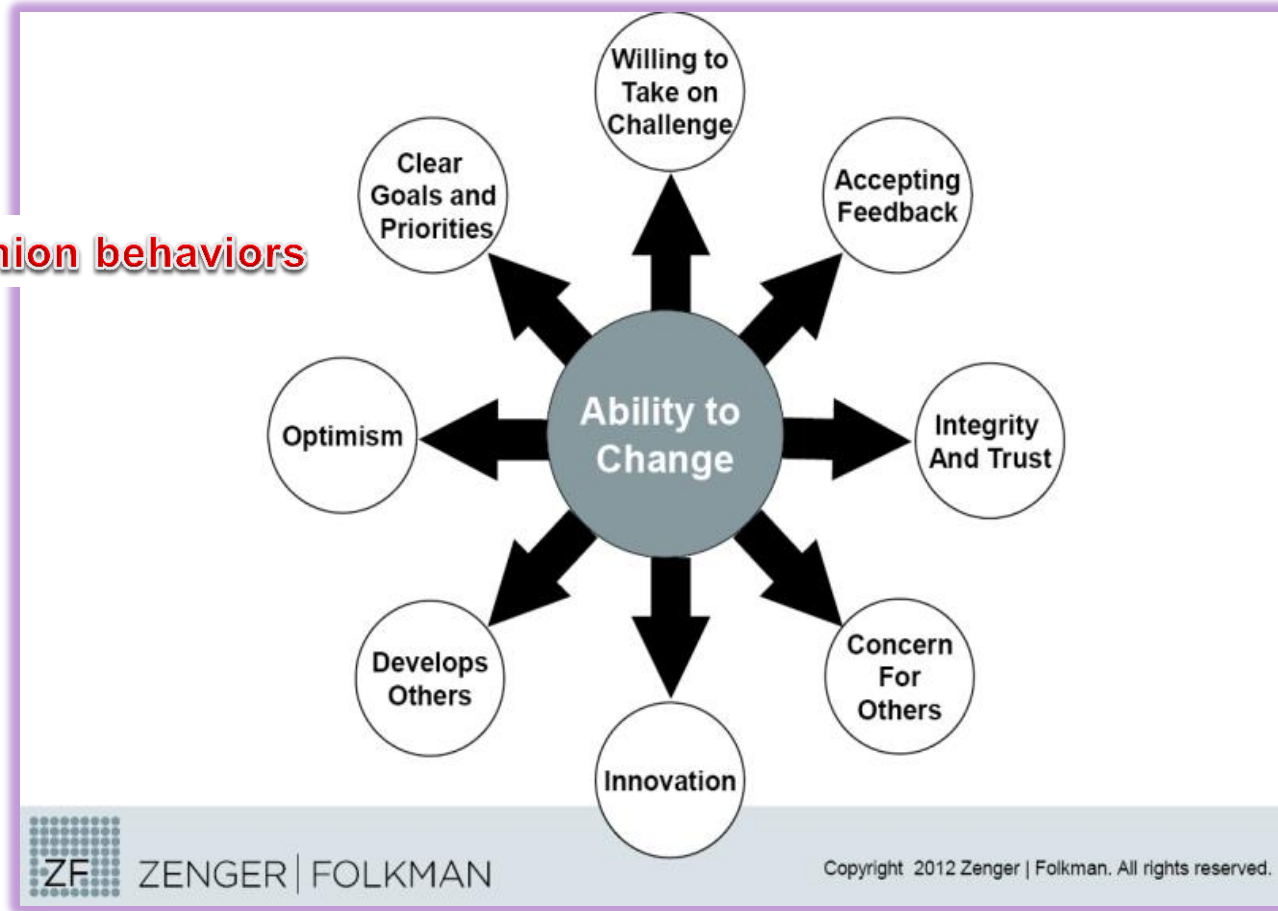 Willing to
Take on
Challenge
Clear
Goals and
Priorities
Accepting
Feedback
behaviors
Optimism
Ability to
Change
Integrity
And Trust
Develops
Others
Concern
For
Others
Innovation
ZF
ZENGER | FOLKMAN
Copyright 2012 Zenger | Folkman. All rights reserved.